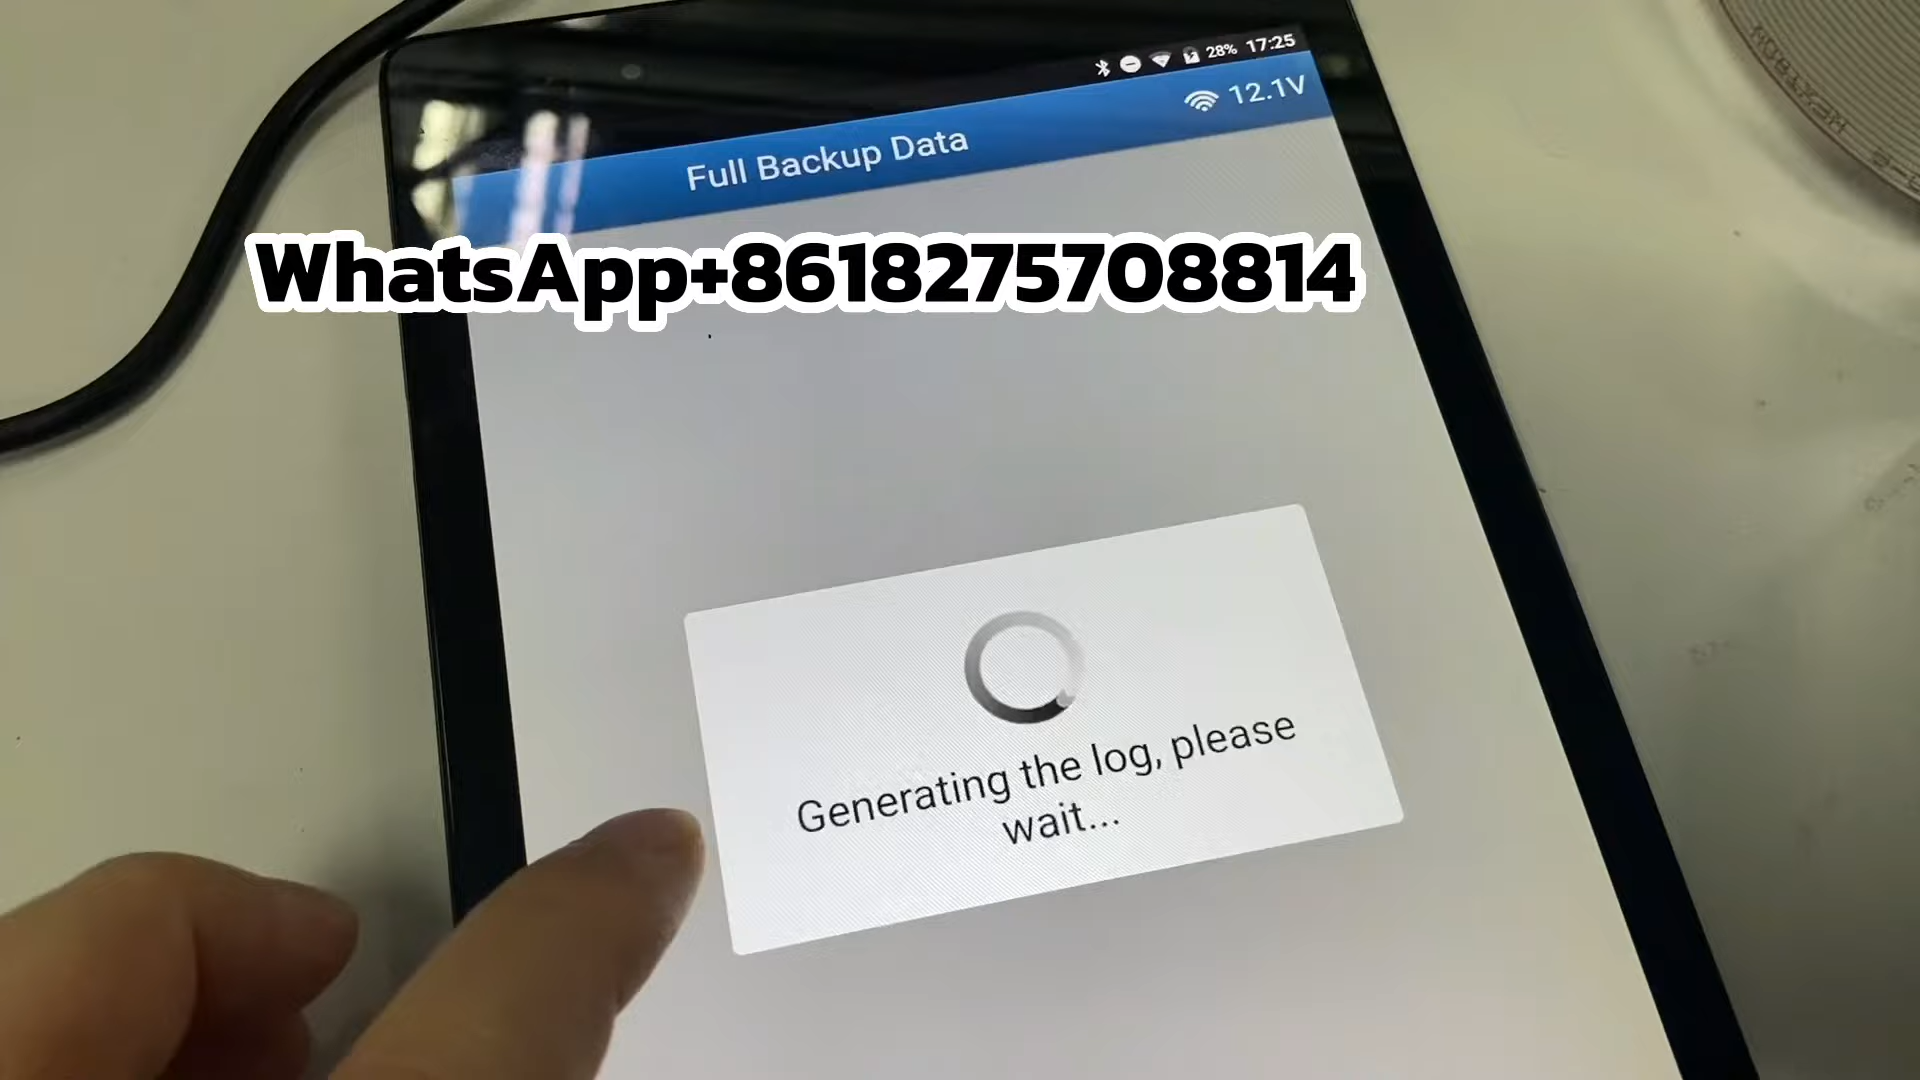 28% 17:25
12.1V
Full Backup Data
WhatsApp+8618275708814
Generating the log, please
wait...